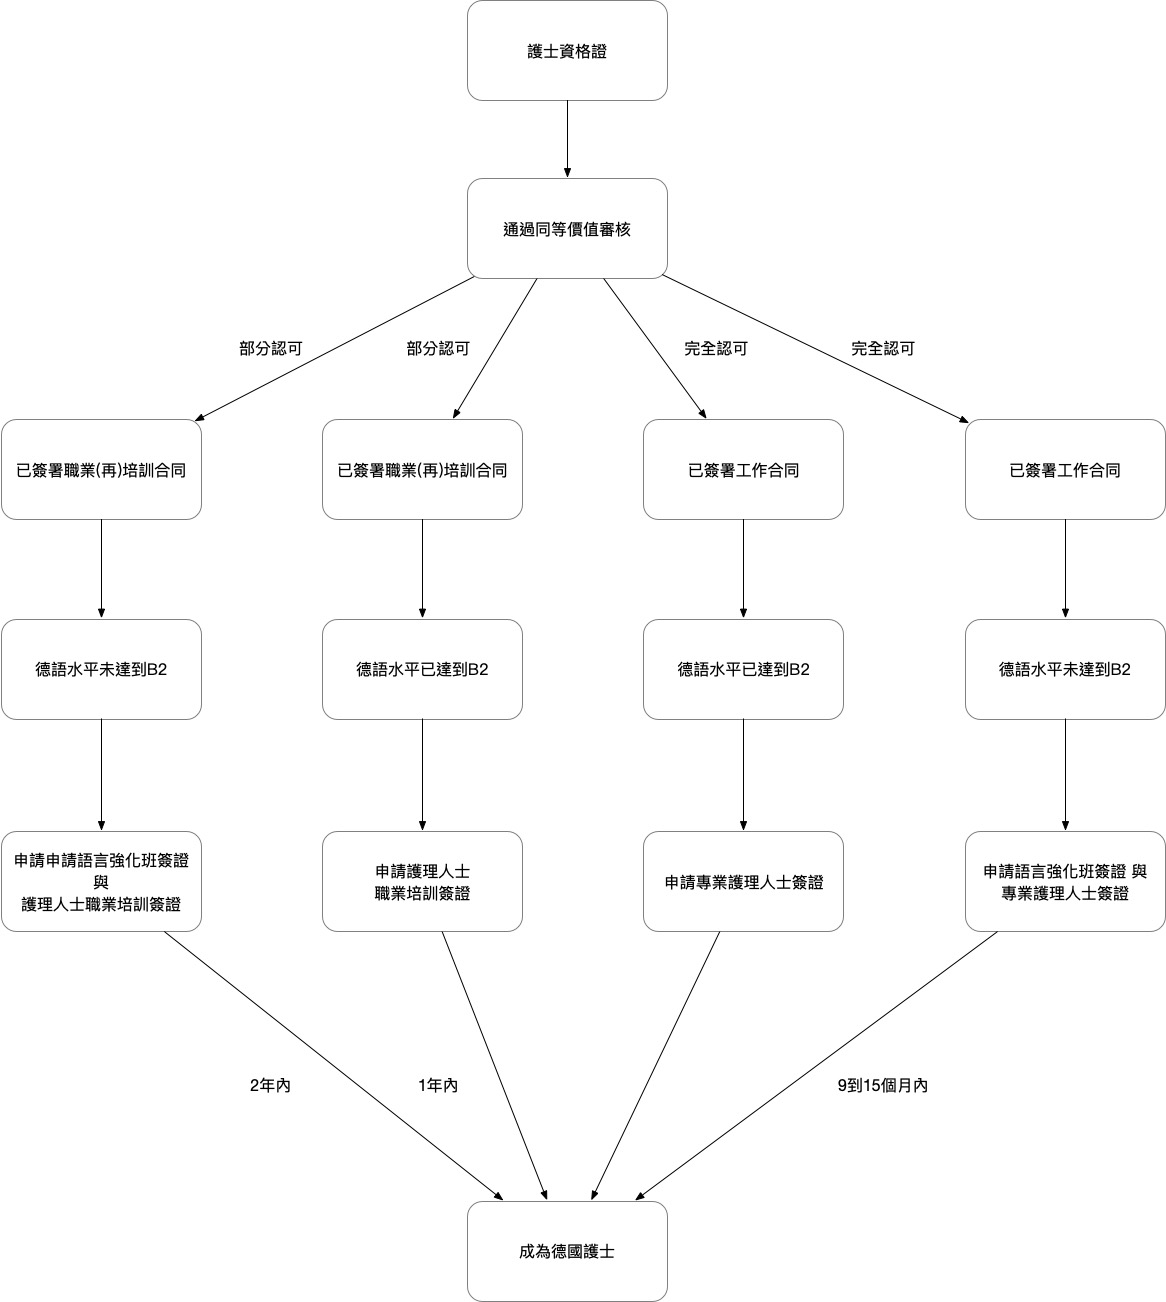 護士資格證
通過同等價值審核
部分認可
部分認可
完全認可
完全認可
已簽署職業(再)培訓合同
已簽署職業(再)培訓合同
已簽署工作合同
已簽署工作合同
德語水平未達到B2
德語水平已達到B2
德語水平已達到B2
德語水平未達到B2
申請申請語言強化班簽證
與
護理人士職業培訓簽證
申請護理人士
職業培訓簽證
申請專業護理人士簽證
申請語言強化班簽證 與
專業護理人士簽證
2年內
1年內
9到15個月內
成為德國護士